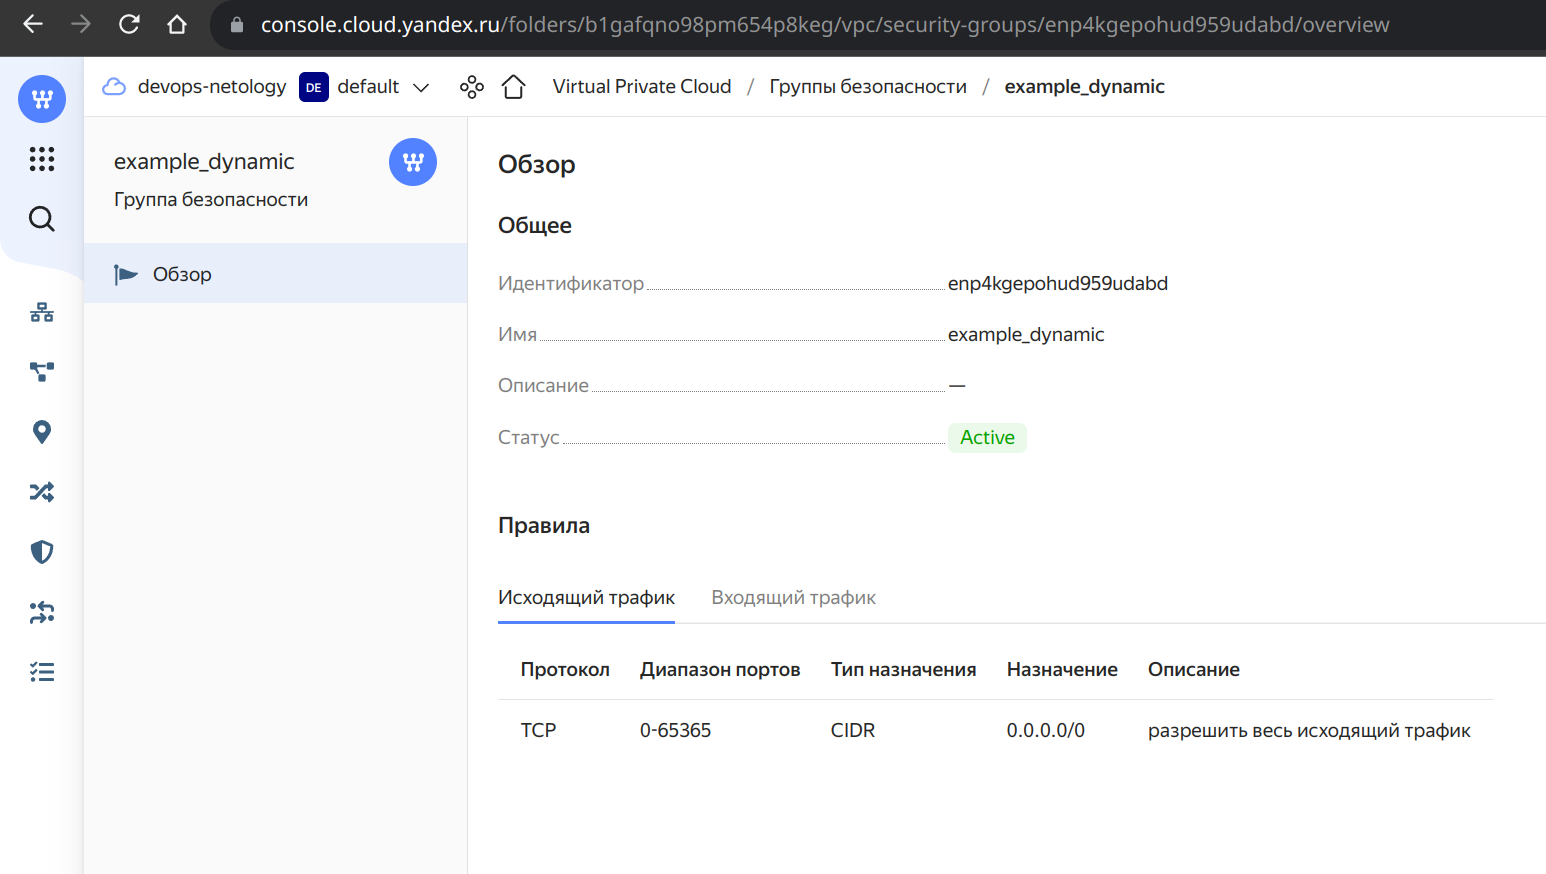 console.cloud.yandex.ru/folders/b1gafqno98pm654p8keg/vpc/security-groups/enp4kgepohud959udabd/overview
devops-netology DE default Virtual Private Cloud / Группы безопасности / example_dynamic
example_dynamic
Группа безопасности
Обзор
Обзор
Общее
Идентификатор enp4kgepohud959udabd
Имя example_dynamic
Описание —
Статус Active
Правила
Исходящий трафик Входящий трафик
Протокол Диапазон портов Тип назначения Назначение Описание
TCP 0-65365 CIDR 0.0.0.0/0 разрешить весь исходящий трафик